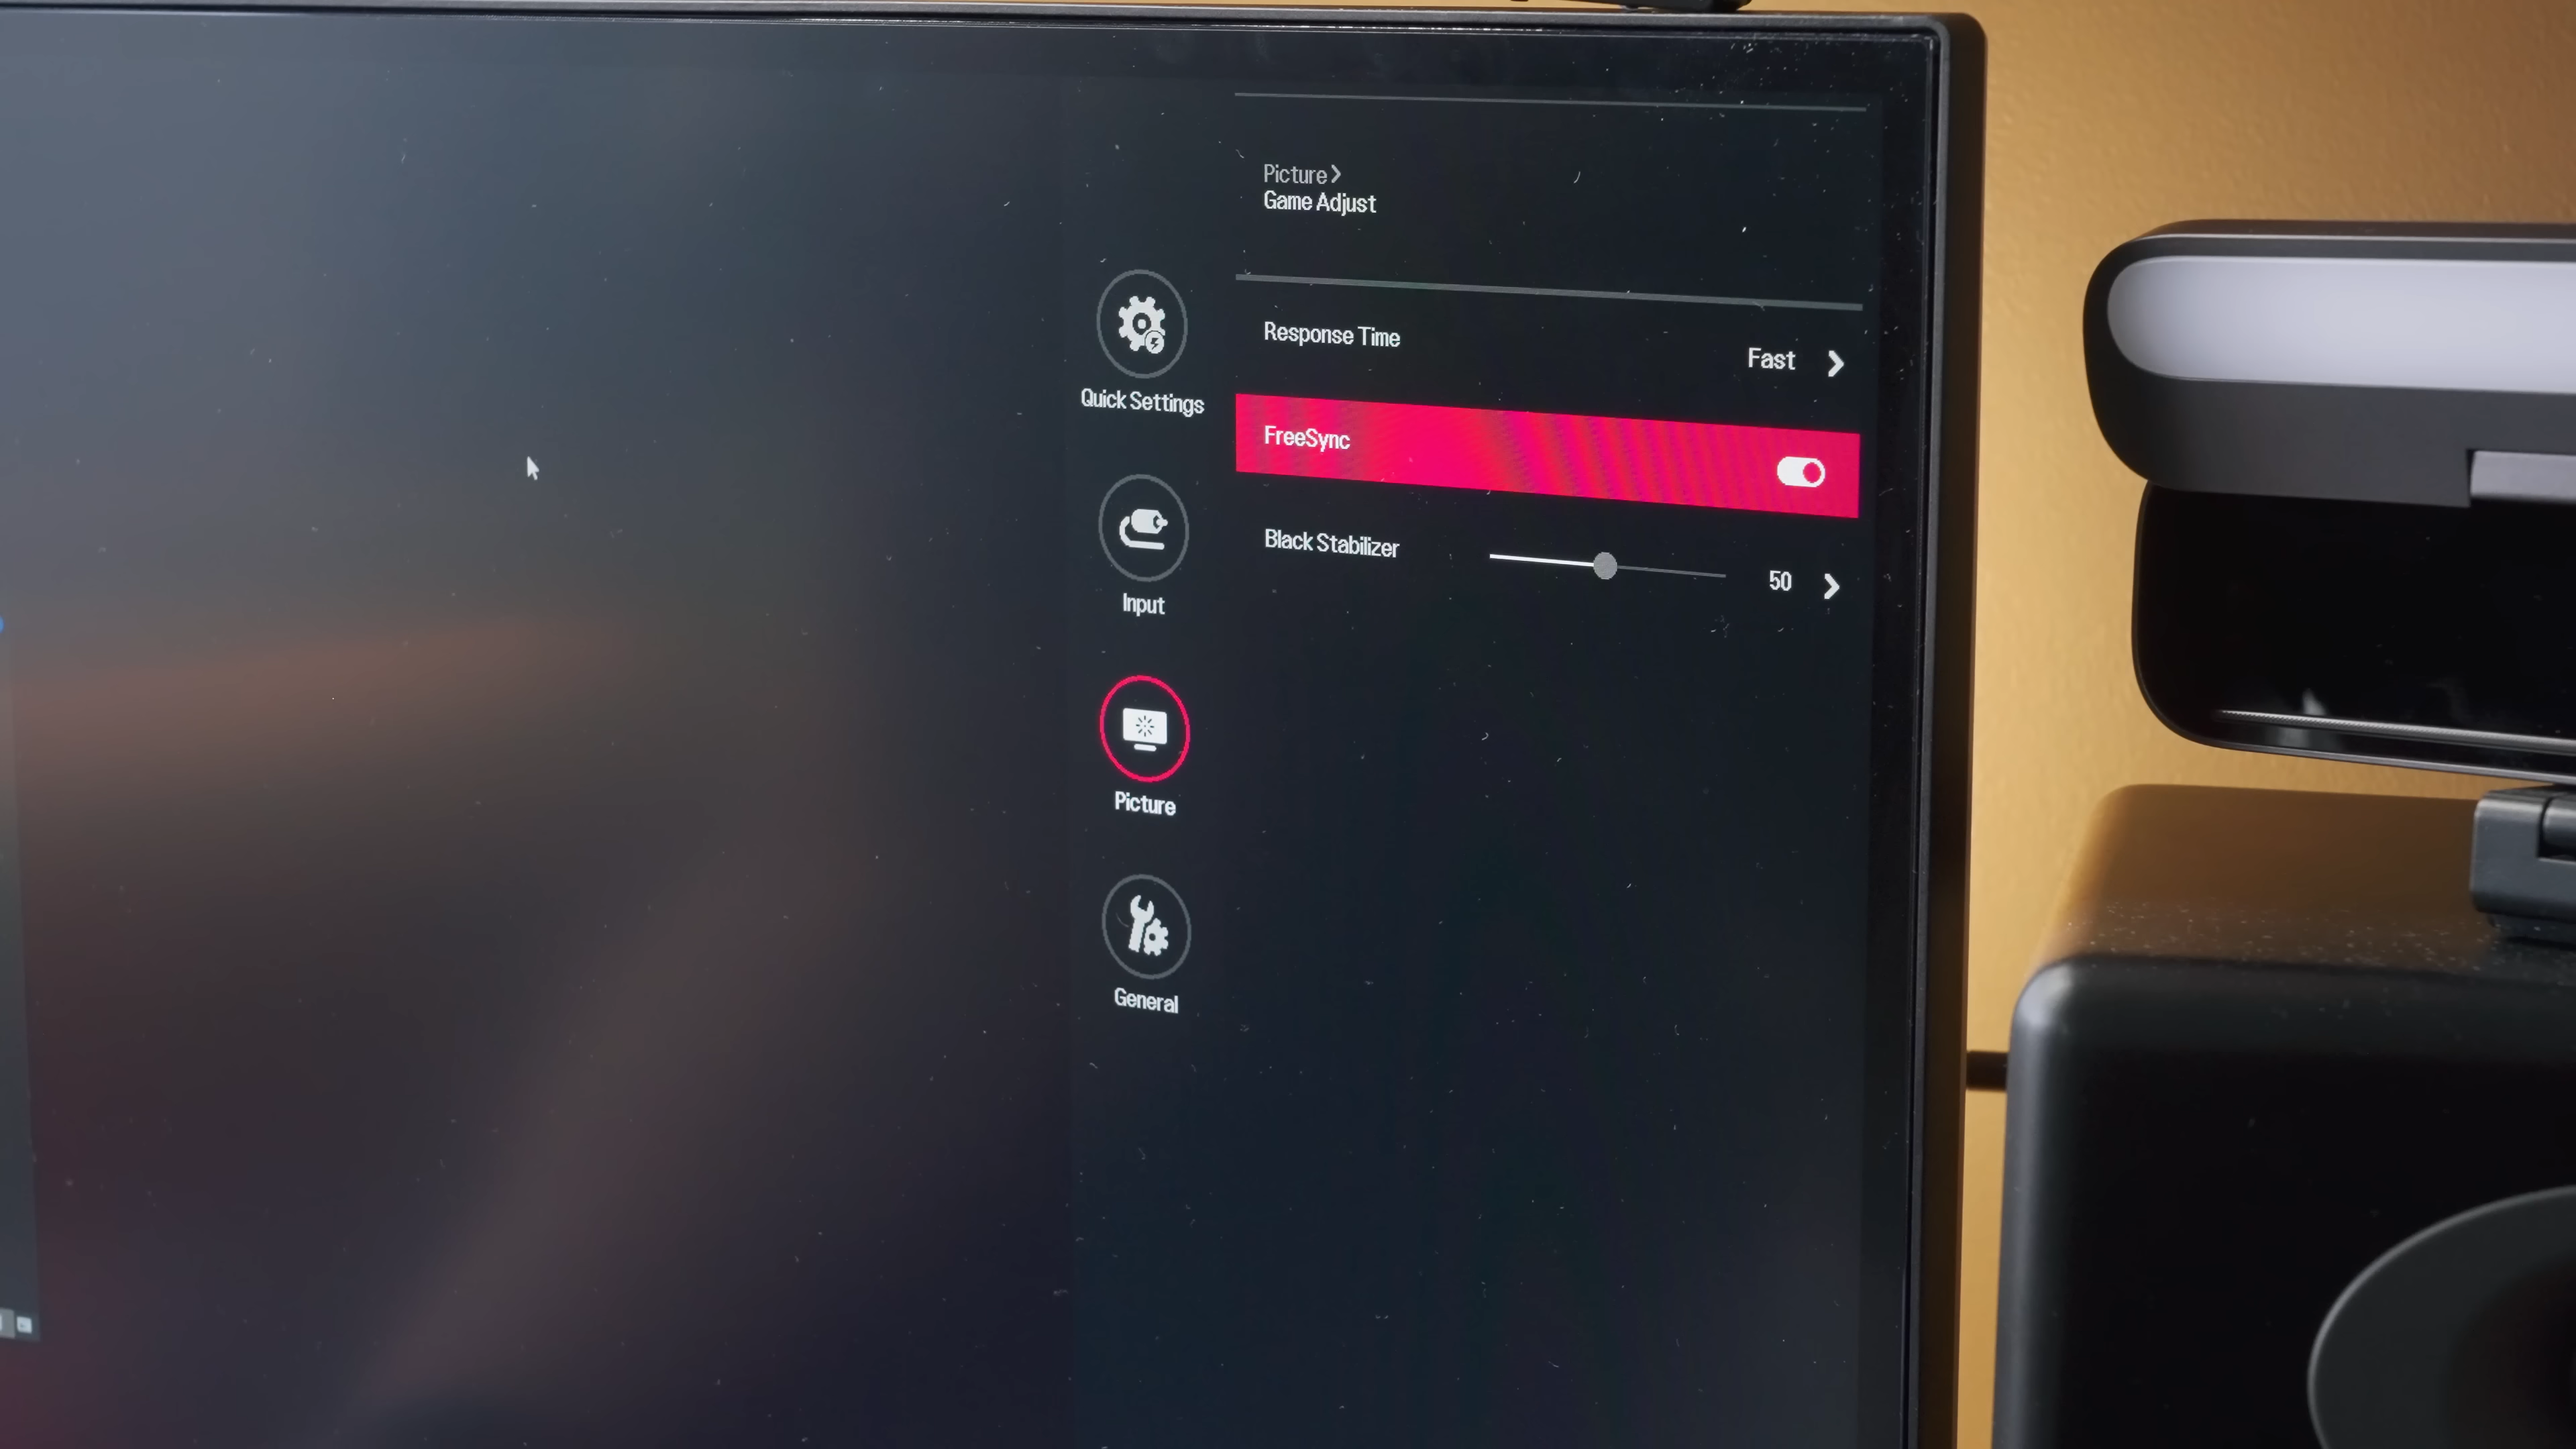 Picture>
Game Adjust
Quick Settings
Input
Picture
General
Response Time
Fast
FreeSync
Black Stabilizer
50